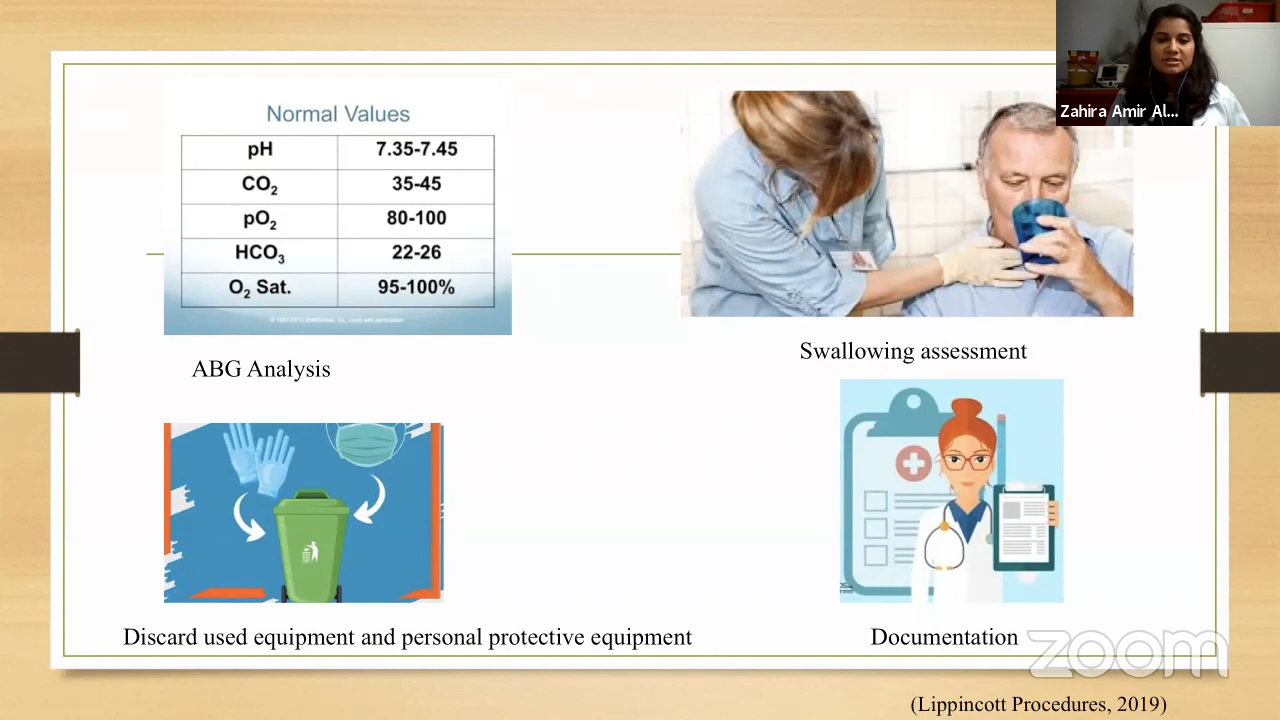 Zahira Amir Al...
Normal Values
pH 7.35-7.45
CO₂ 35-45
pO₂ 80-100
HCO₃ 22-26
O₂ Sat. 95-100%
ABG Analysis
Swallowing assessment
Discard used equipment and personal protective equipment
Documentation
zoom
(Lippincott Procedures, 2019)